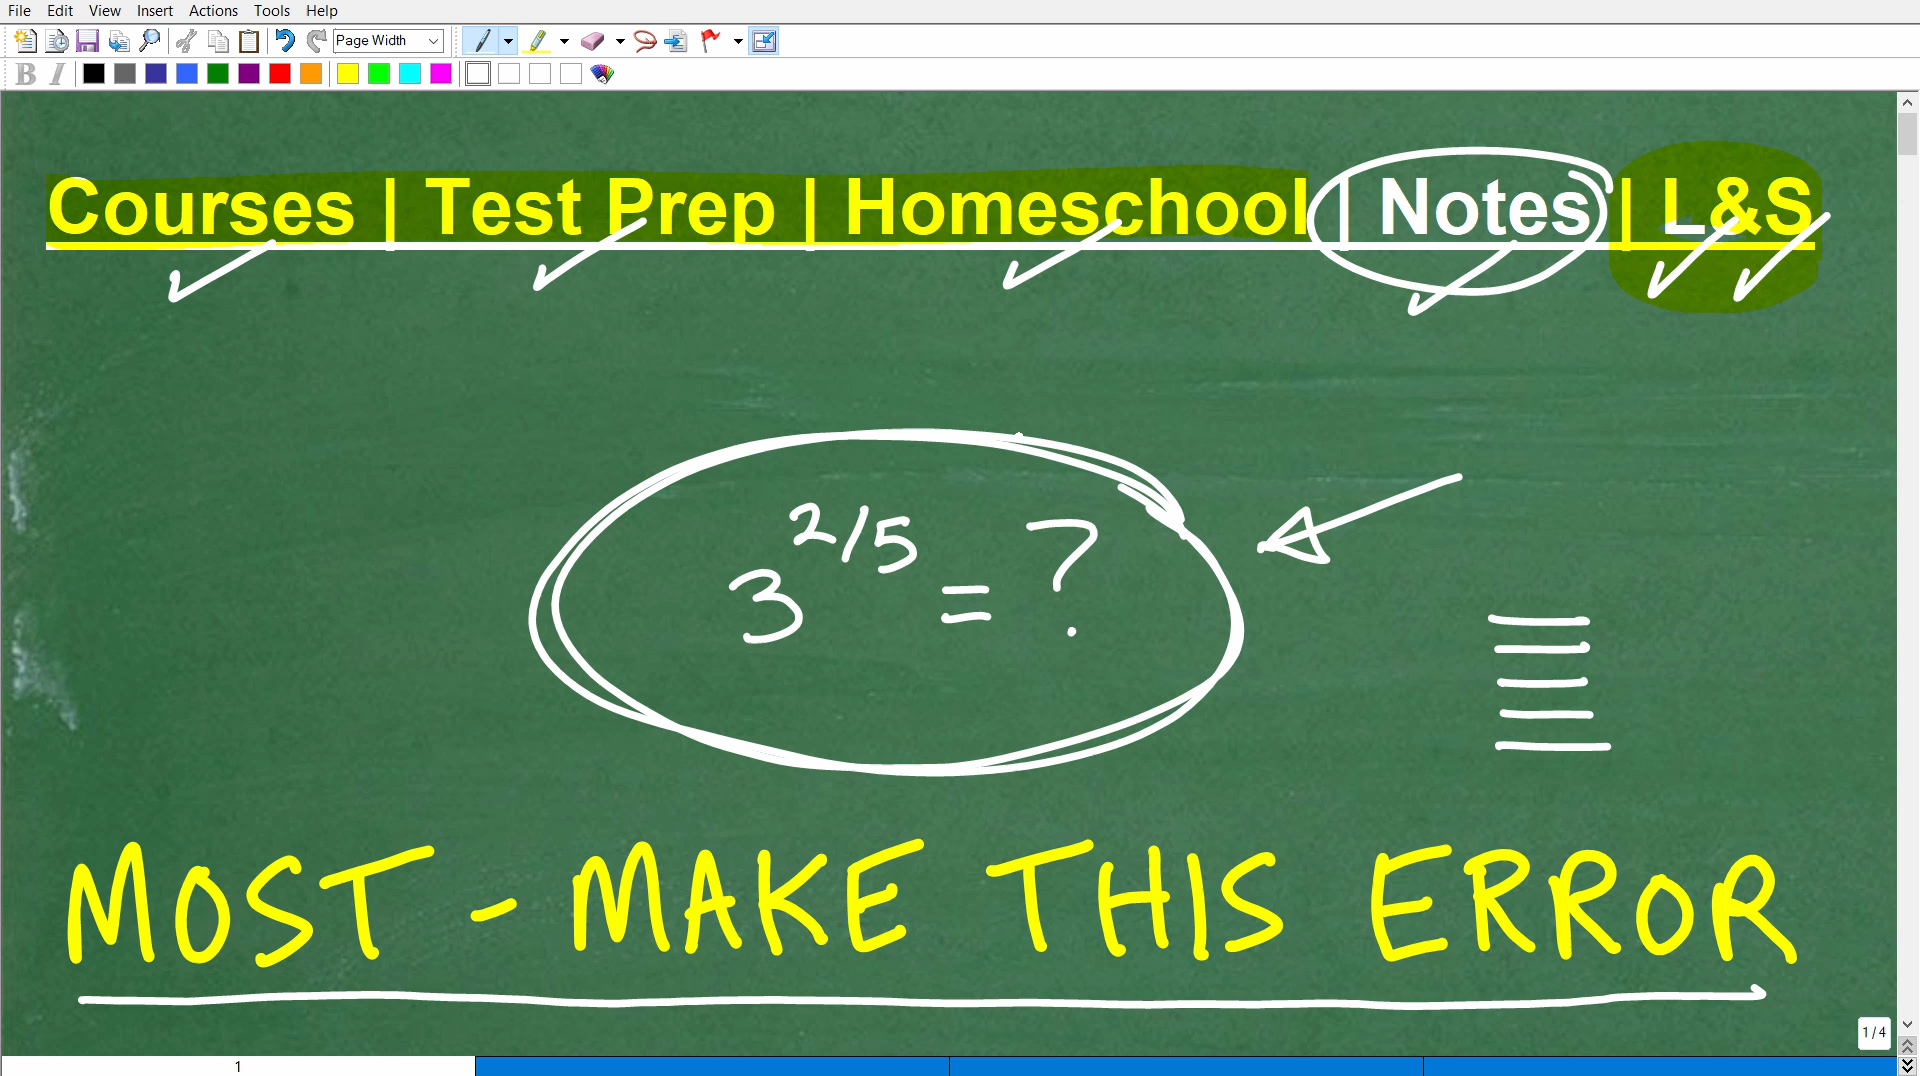 File Edit View Insert Actions Tools Help
Page Width
B I
Courses | Test Prep | Homeschool | Notes | L&S
3^2/5 = ?
MOST - MAKE THIS ERROR
1 / 4
1